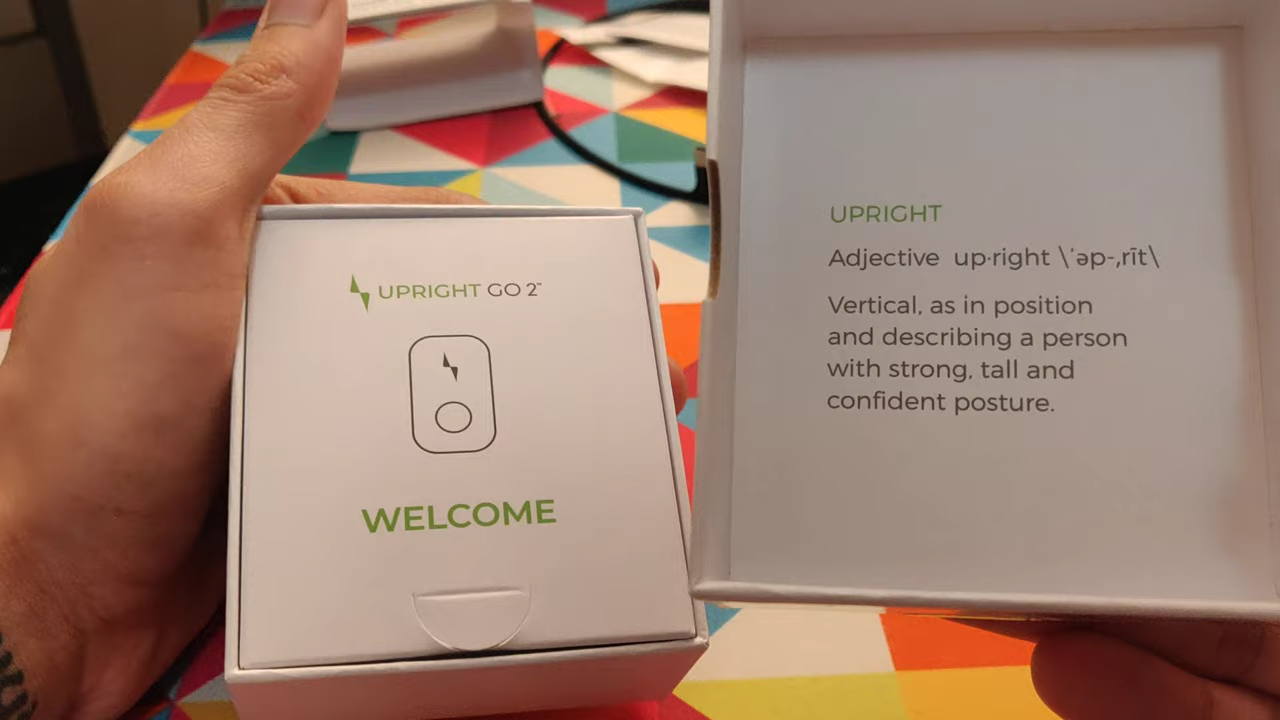 UPRIGHT GO 2™
WELCOME
UPRIGHT
Adjective up·right \ˈəp-ˌrīt\
Vertical, as in position
and describing a person
with strong, tall and
confident posture.